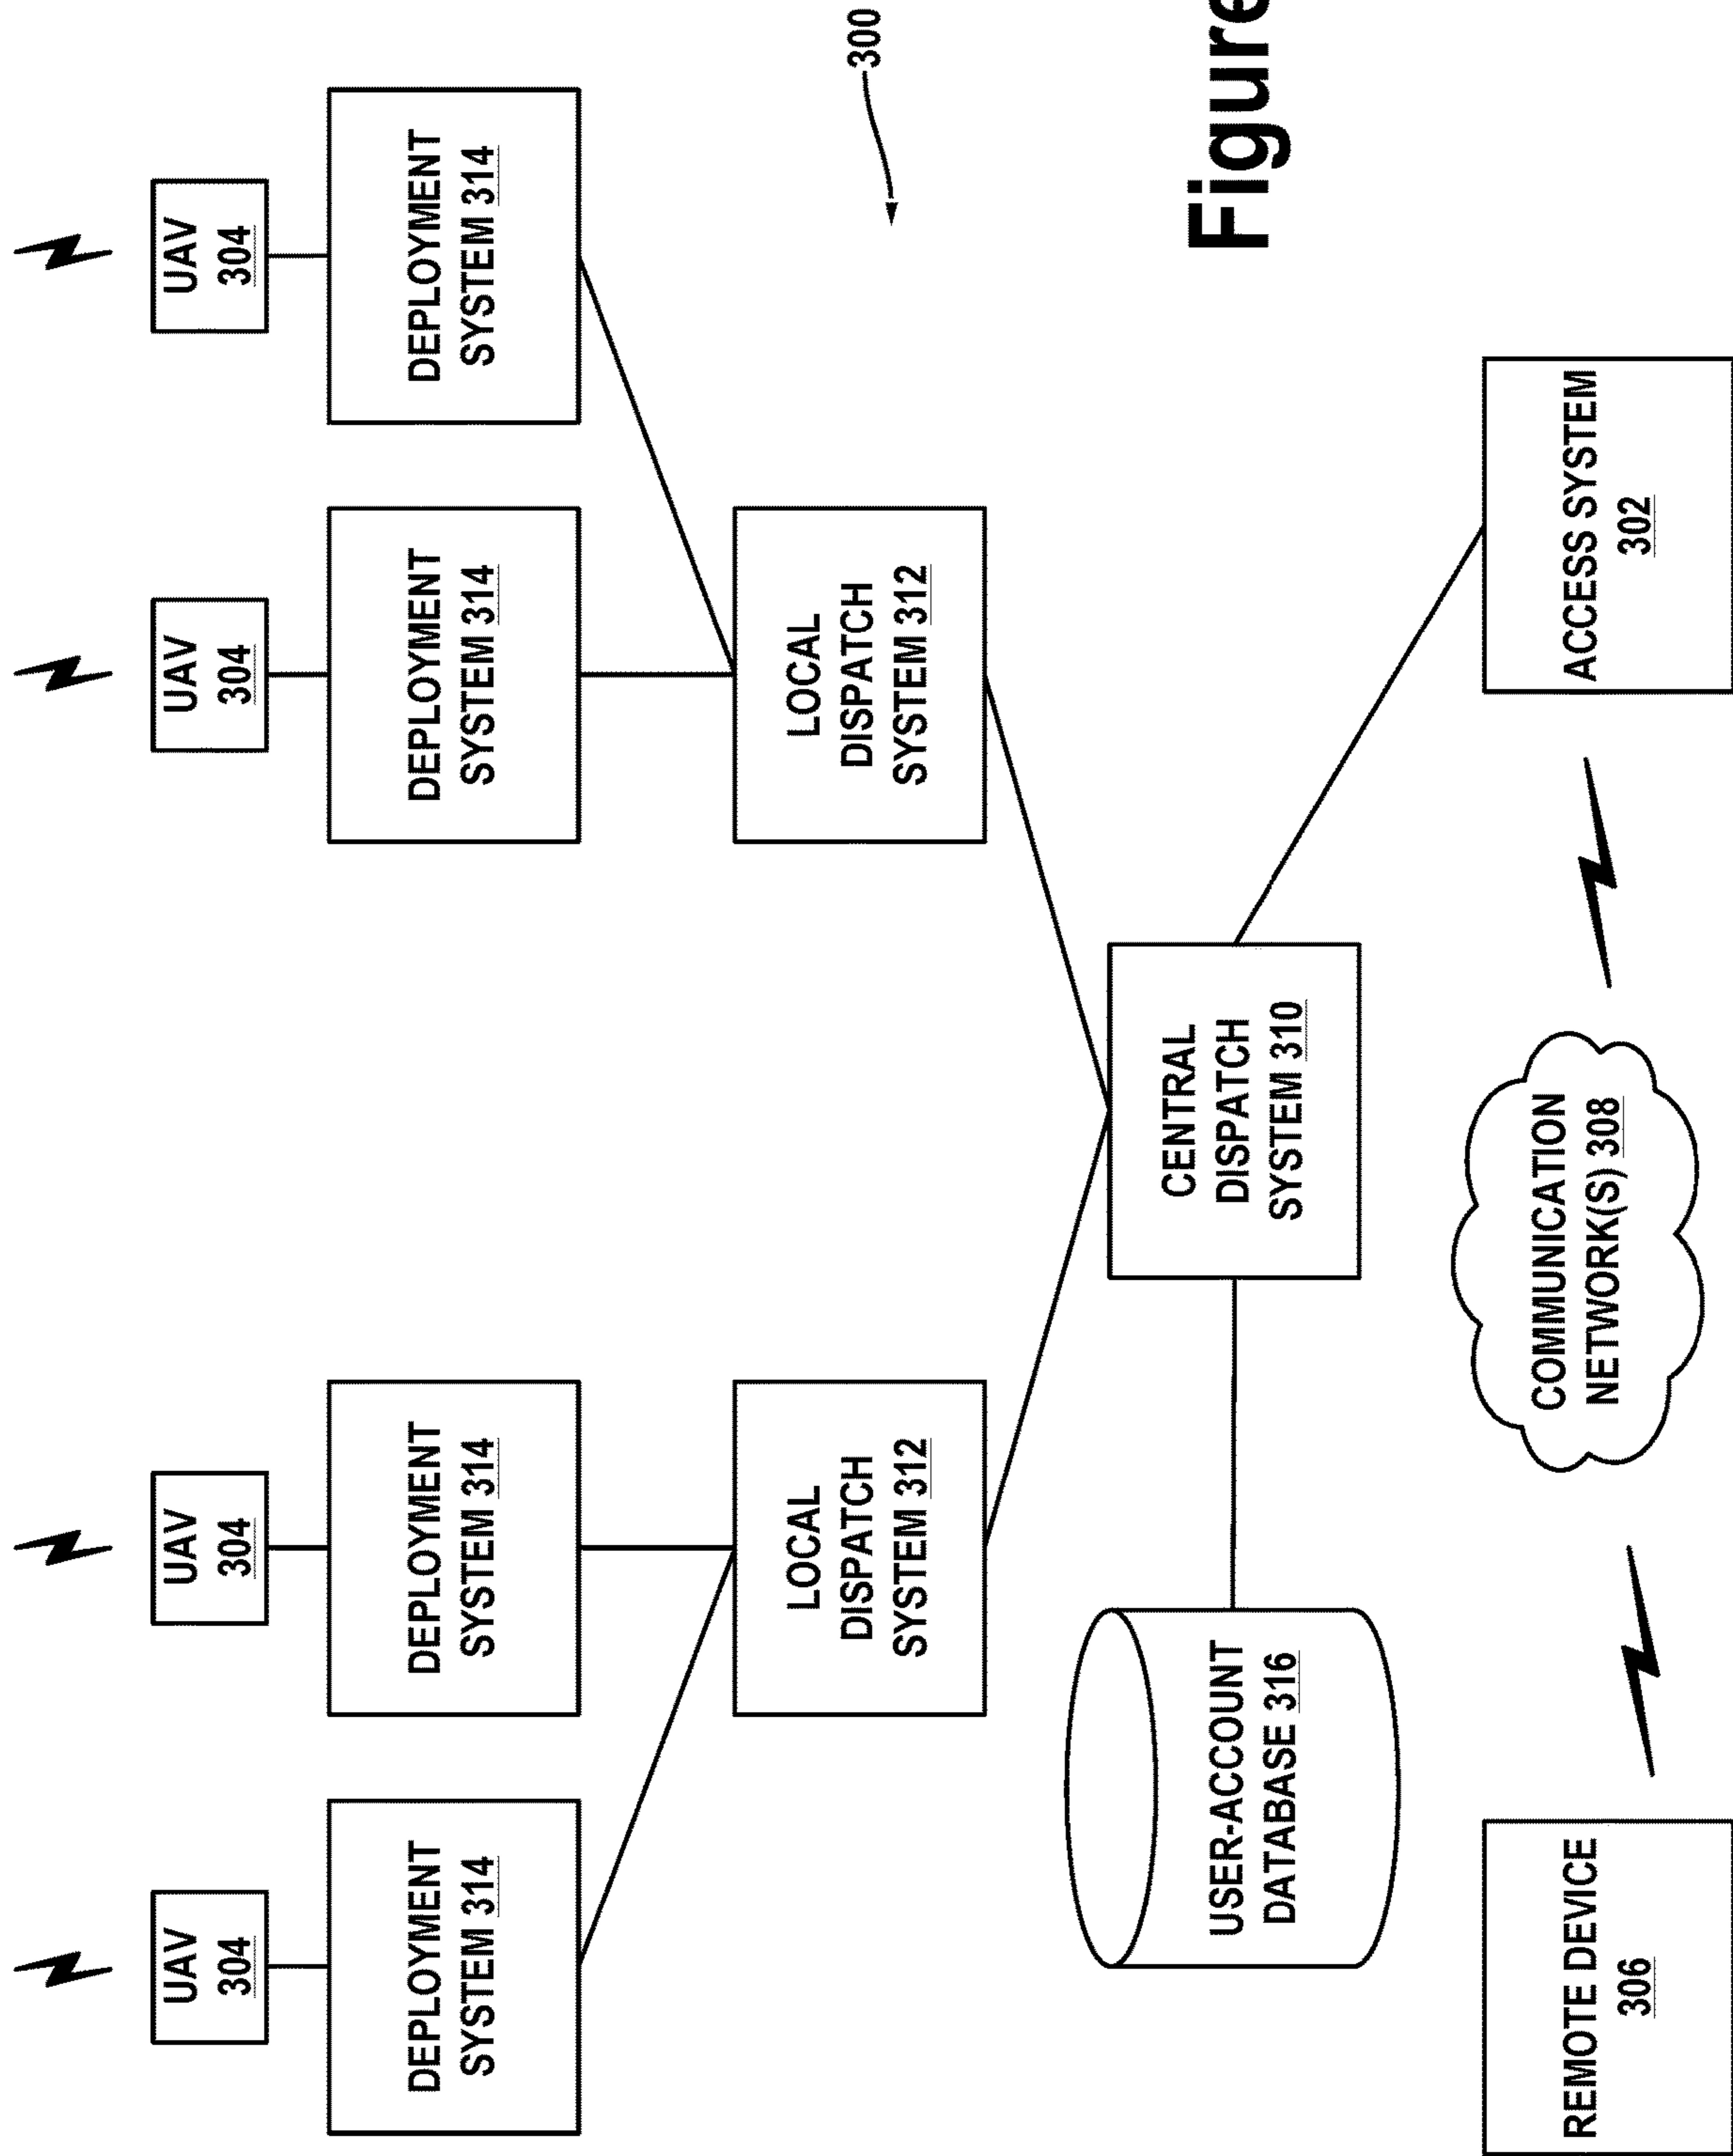 UAV
304
UAV
304
UAV
304
UAV
304
DEPLOYMENT
SYSTEM 314
DEPLOYMENT
SYSTEM 314
DEPLOYMENT
SYSTEM 314
DEPLOYMENT
SYSTEM 314
LOCAL
DISPATCH
SYSTEM 312
LOCAL
DISPATCH
SYSTEM 312
300
USER-ACCOUNT
DATABASE 316
CENTRAL
DISPATCH
SYSTEM 310
Figure
REMOTE DEVICE
306
COMMUNICATION
NETWORK(S) 308
ACCESS SYSTEM
302